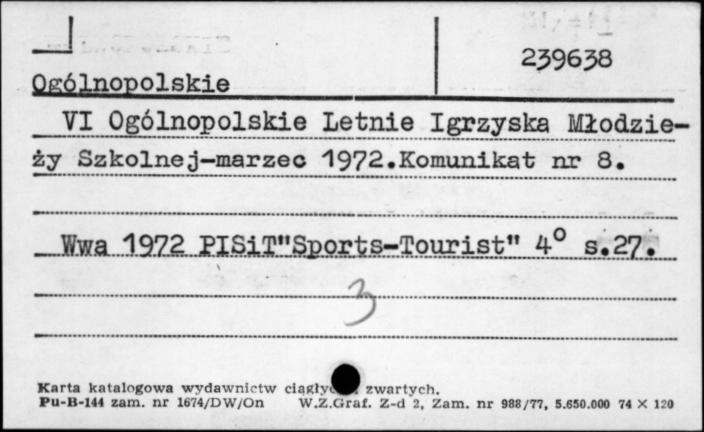 239638
Ogólnopolskie
VI Ogólnopolskie Letnie Igrzyska Młodzie-
ży Szkolnej-marzec 1972.Komunikat nr 8.
Wwa 1972 PISiT"Sports-Tourist" 4° s.27.
3
Karta katalogowa wydawnictw zwartych.
Pu-B-144 zam. nr 1674/DW/On W.Z.Graf. Z-d 2, Zam. nr 988/77, 5.650.000 74 X 120